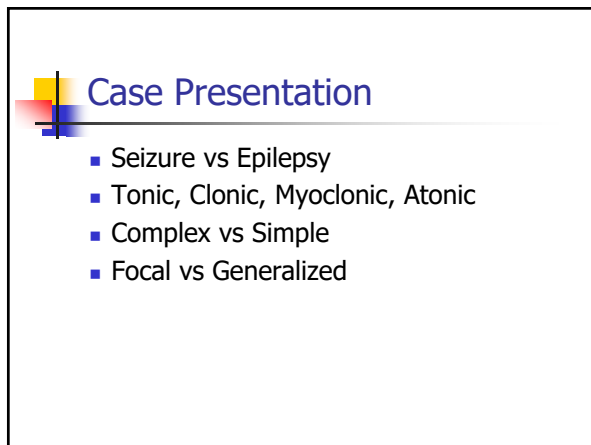 Case Presentation
Seizure vs Epilepsy
Tonic, Clonic, Myoclonic, Atonic
Complex vs Simple
Focal vs Generalized